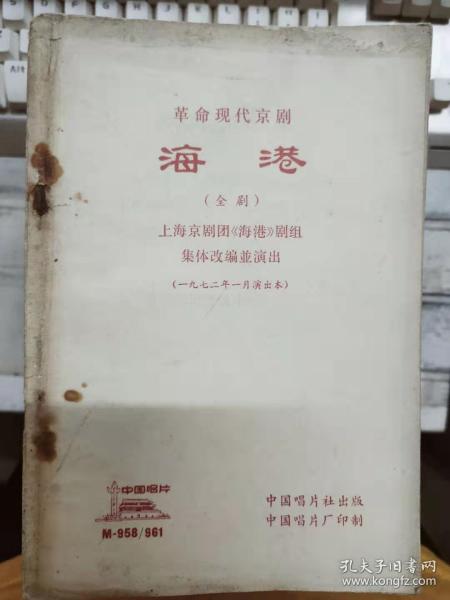 革命现代京剧
海港
(全剧)
上海京剧团《海港》剧组
集体改编並演出
(一九七二年一月演出本)
中国唱片
M-958/961
中国唱片社出版
中国唱片厂印制
孔夫子旧书网
www.kongfz.com